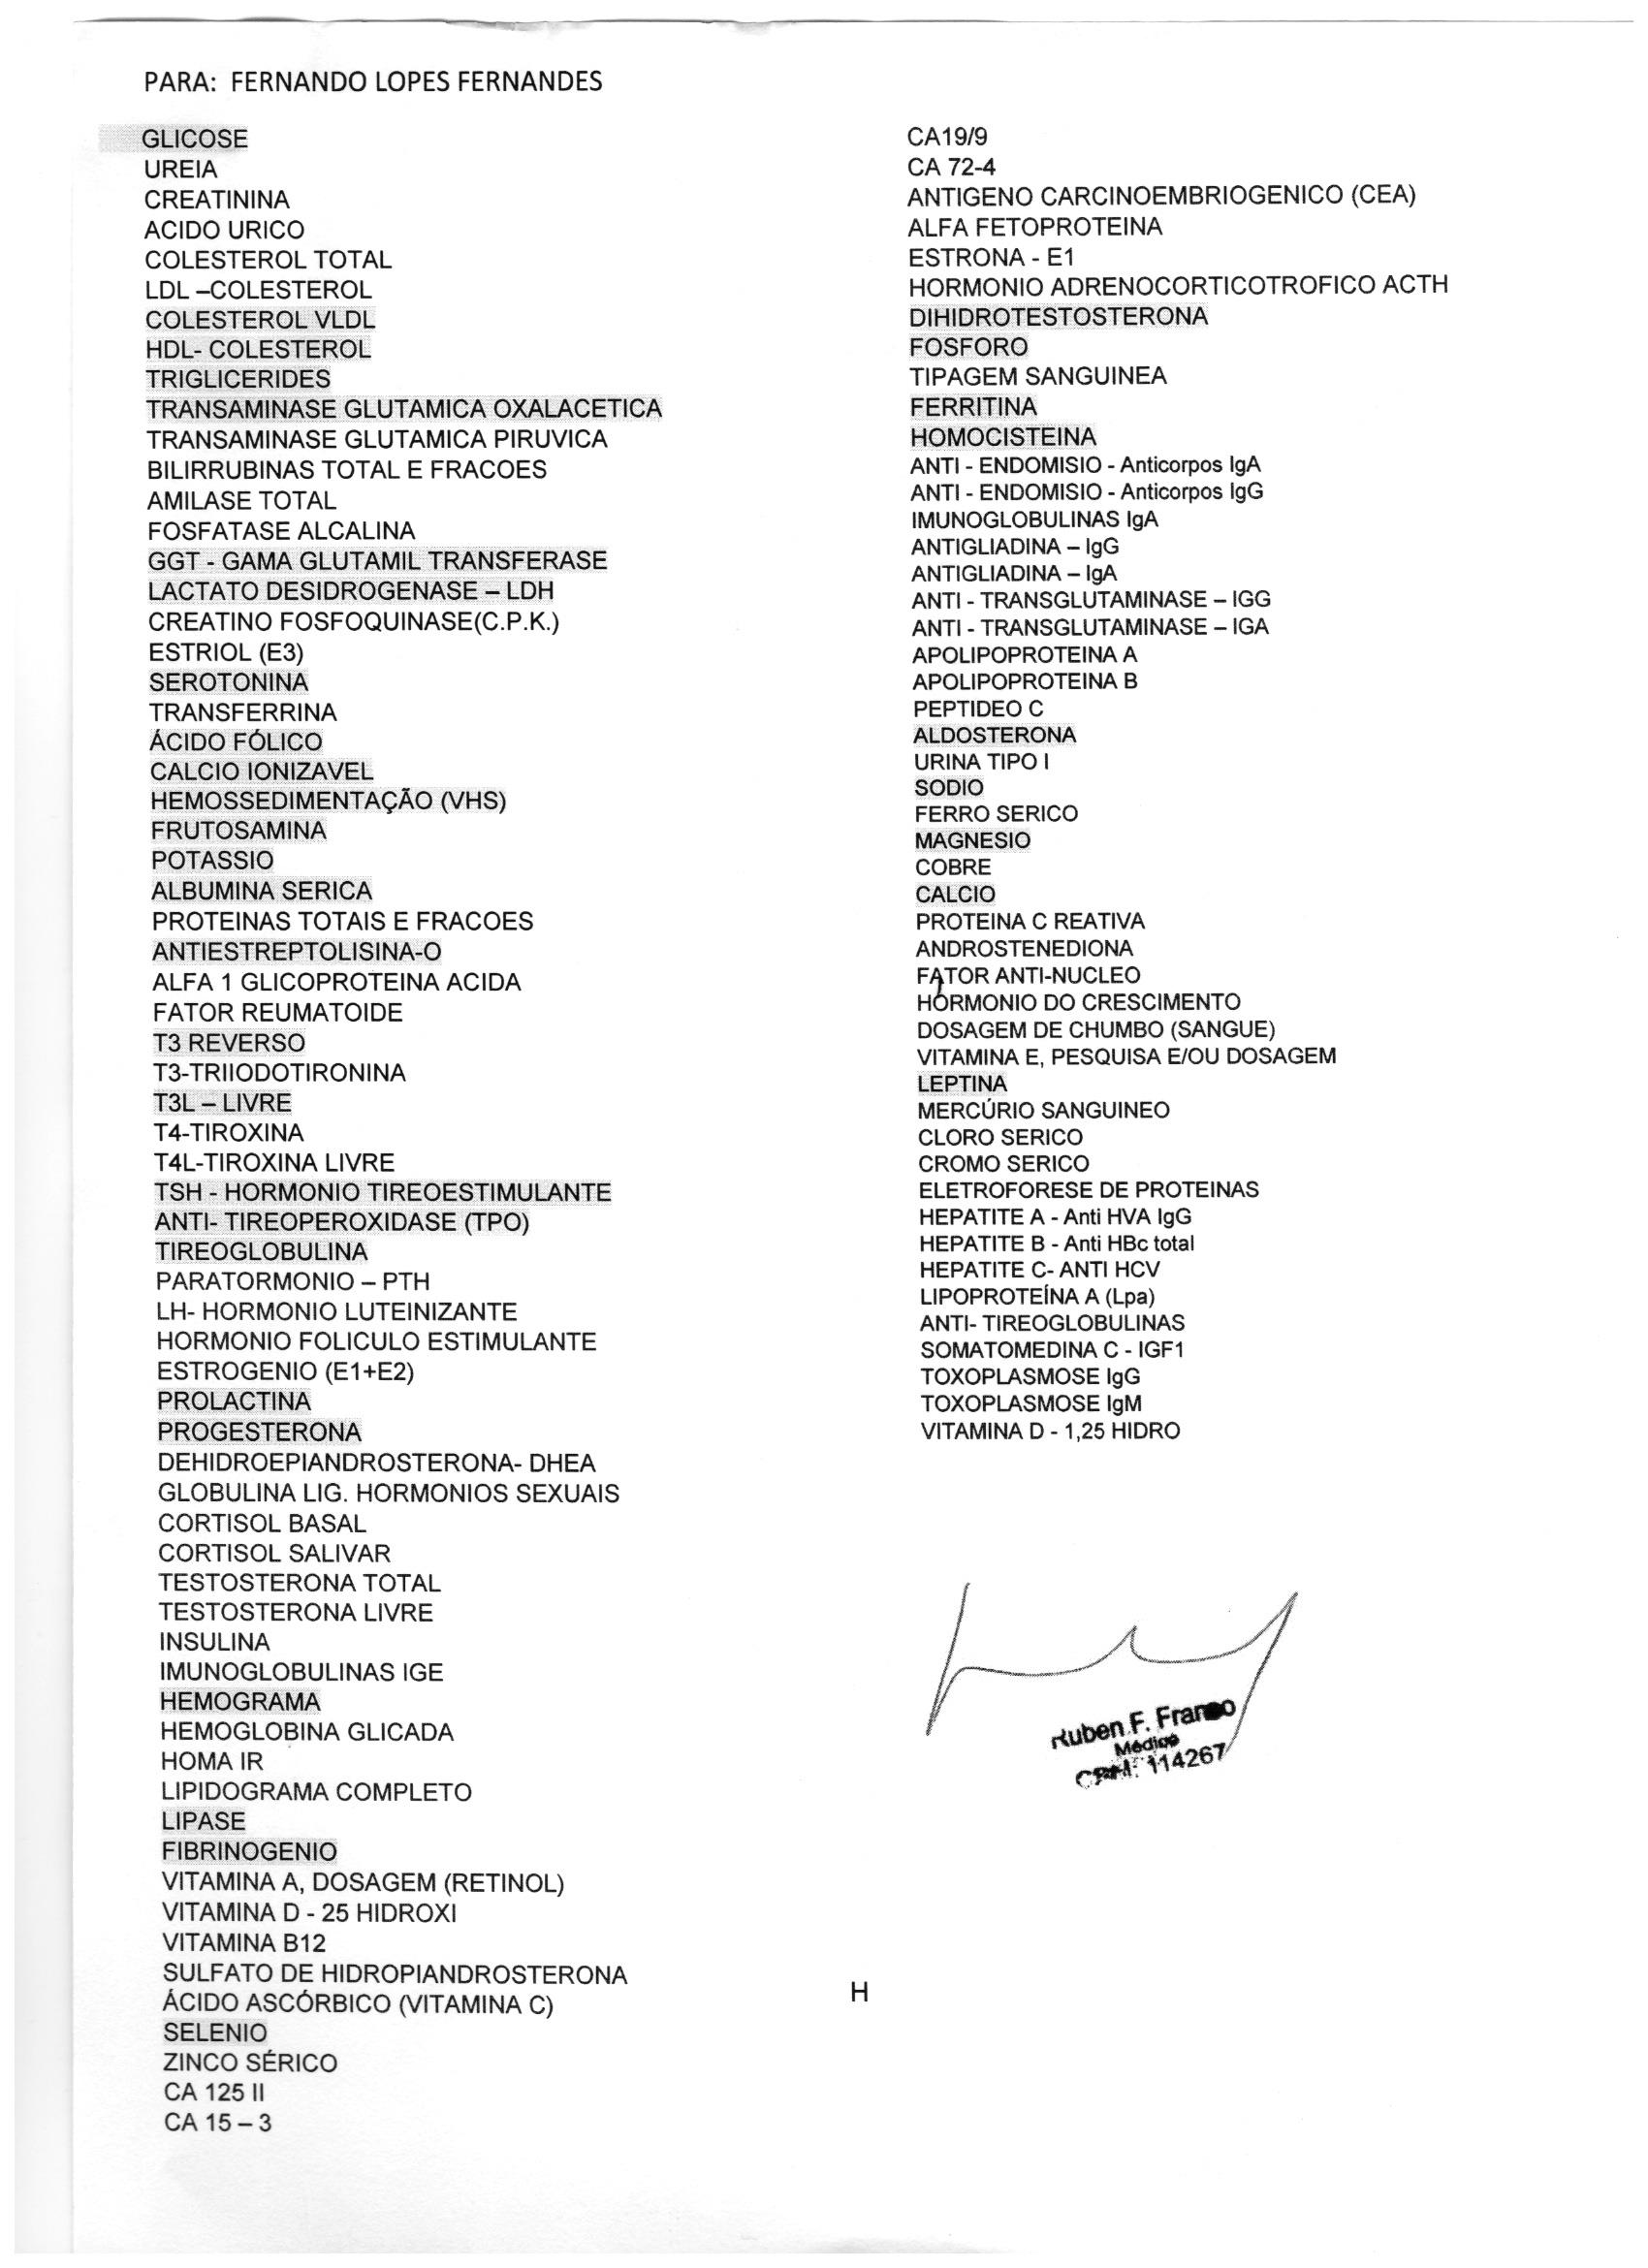 PARA: FERNANDO LOPES FERNANDES
GLICOSE
UREIA
CREATININA
ACIDO URICO
COLESTEROL TOTAL
LDL –COLESTEROL
COLESTEROL VLDL
HDL- COLESTEROL
TRIGLICERIDES
TRANSAMINASE GLUTAMICA OXALACETICA
TRANSAMINASE GLUTAMICA PIRUVICA
BILIRRUBINAS TOTAL E FRACOES
AMILASE TOTAL
FOSFATASE ALCALINA
GGT - GAMA GLUTAMIL TRANSFERASE
LACTATO DESIDROGENASE – LDH
CREATINO FOSFOQUINASE(C.P.K.)
ESTRIOL (E3)
SEROTONINA
TRANSFERRINA
ÁCIDO FÓLICO
CALCIO IONIZAVEL
HEMOSSEDIMENTAÇÃO (VHS)
FRUTOSAMINA
POTASSIO
ALBUMINA SERICA
PROTEINAS TOTAIS E FRACOES
ANTIESTREPTOLISINA-O
ALFA 1 GLICOPROTEINA ACIDA
FATOR REUMATOIDE
T3 REVERSO
T3-TRIIODOTIRONINA
T3L – LIVRE
T4-TIROXINA
T4L-TIROXINA LIVRE
TSH - HORMONIO TIREOESTIMULANTE
ANTI- TIREOPEROXIDASE (TPO)
TIREOGLOBULINA
PARATORMONIO – PTH
LH- HORMONIO LUTEINIZANTE
HORMONIO FOLICULO ESTIMULANTE
ESTROGENIO (E1+E2)
PROLACTINA
PROGESTERONA
DEHIDROEPIANDROSTERONA- DHEA
GLOBULINA LIG. HORMONIOS SEXUAIS
CORTISOL BASAL
CORTISOL SALIVAR
TESTOSTERONA TOTAL
TESTOSTERONA LIVRE
INSULINA
IMUNOGLOBULINAS IGE
HEMOGRAMA
HEMOGLOBINA GLICADA
HOMA IR
LIPIDOGRAMA COMPLETO
LIPASE
FIBRINOGENIO
VITAMINA A, DOSAGEM (RETINOL)
VITAMINA D - 25 HIDROXI
VITAMINA B12
SULFATO DE HIDROPIANDROSTERONA
ÁCIDO ASCÓRBICO (VITAMINA C)
SELENIO
ZINCO SÉRICO
CA 125 II
CA 15 – 3
CA19/9
CA 72-4
ANTIGENO CARCINOEMBRIOGENICO (CEA)
ALFA FETOPROTEINA
ESTRONA - E1
HORMONIO ADRENOCORTICOTROFICO ACTH
DIHIDROTESTOSTERONA
FOSFORO
TIPAGEM SANGUINEA
FERRITINA
HOMOCISTEINA
ANTI - ENDOMISIO - Anticorpos IgA
ANTI - ENDOMISIO - Anticorpos IgG
IMUNOGLOBULINAS IgA
ANTIGLIADINA – IgG
ANTIGLIADINA – IgA
ANTI - TRANSGLUTAMINASE – IGG
ANTI - TRANSGLUTAMINASE – IGA
APOLIPOPROTEINA A
APOLIPOPROTEINA B
PEPTIDEO C
ALDOSTERONA
URINA TIPO I
SODIO
FERRO SERICO
MAGNESIO
COBRE
CALCIO
PROTEINA C REATIVA
ANDROSTENEDIONA
FATOR ANTI-NUCLEO
HORMONIO DO CRESCIMENTO
DOSAGEM DE CHUMBO (SANGUE)
VITAMINA E, PESQUISA E/OU DOSAGEM
LEPTINA
MERCÚRIO SANGUINEO
CLORO SERICO
CROMO SERICO
ELETROFORESE DE PROTEINAS
HEPATITE A - Anti HVA IgG
HEPATITE B - Anti HBc total
HEPATITE C- ANTI HCV
LIPOPROTEÍNA A (Lpa)
ANTI- TIREOGLOBULINAS
SOMATOMEDINA C - IGF1
TOXOPLASMOSE IgG
TOXOPLASMOSE IgM
VITAMINA D - 1,25 HIDRO
Ruben F. Franco
Médico
CRM: 114267
H